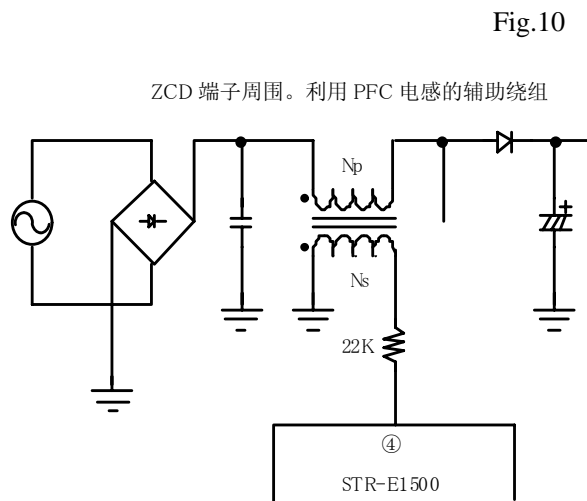 Fig.10
ZCD 端子周围。利用 PFC 电感的辅助绕组
Np
Ns
22K
④
STR-E1500